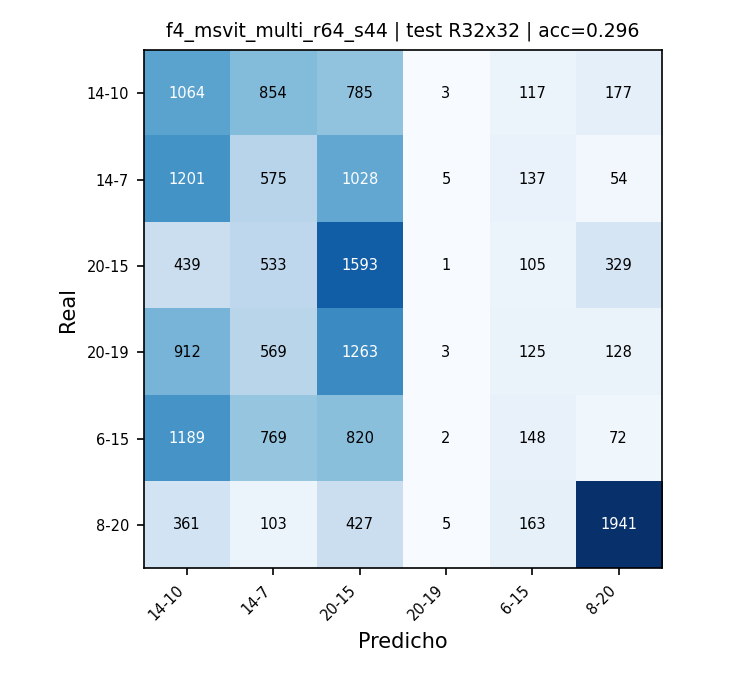 f4_msvit_multi_r64_s44 | test R32x32 | acc=0.296
14-10 1064 854 785 3 117 177
14-7 1201 575 1028 5 137 54
20-15 439 533 1593 1 105 329
20-19 912 569 1263 3 125 128
6-15 1189 769 820 2 148 72
8-20 361 103 427 5 163 1941
Real
14-10 14-7 20-15 20-19 6-15 8-20
Predicho